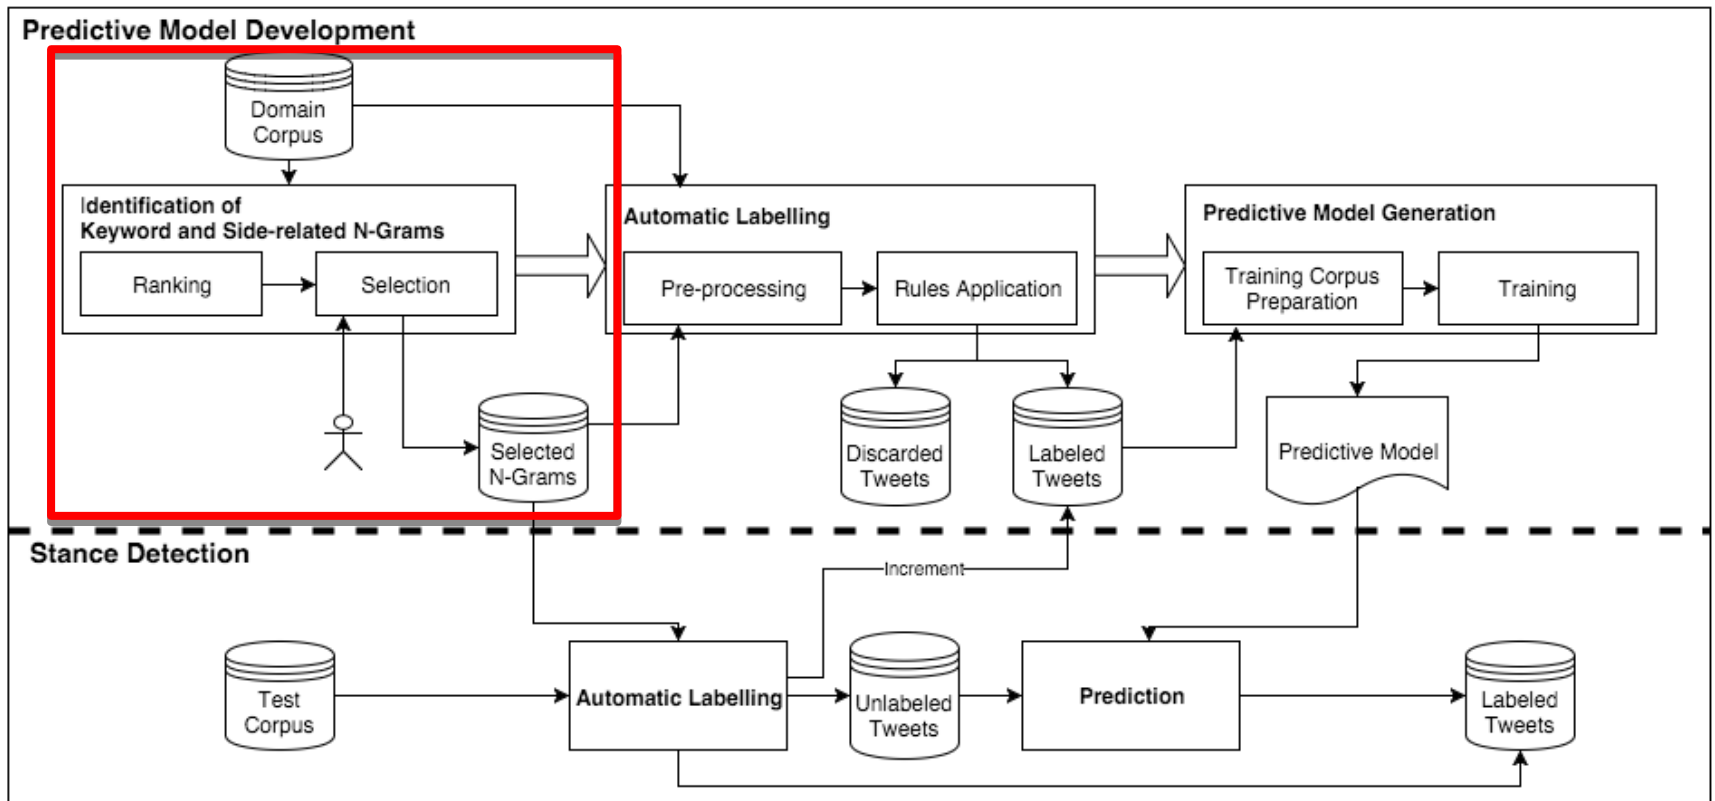 Predictive Model Development
Domain
Corpus
Identification of
Keyword and Side-related N-Grams
Ranking
Selection
Selected
N-Grams
Automatic Labelling
Pre-processing
Rules Application
Discarded
Tweets
Labeled
Tweets
Predictive Model Generation
Training Corpus
Preparation
Training
Predictive Model
Stance Detection
Increment
Test
Corpus
Automatic Labelling
Unlabeled
Tweets
Prediction
Labeled
Tweets